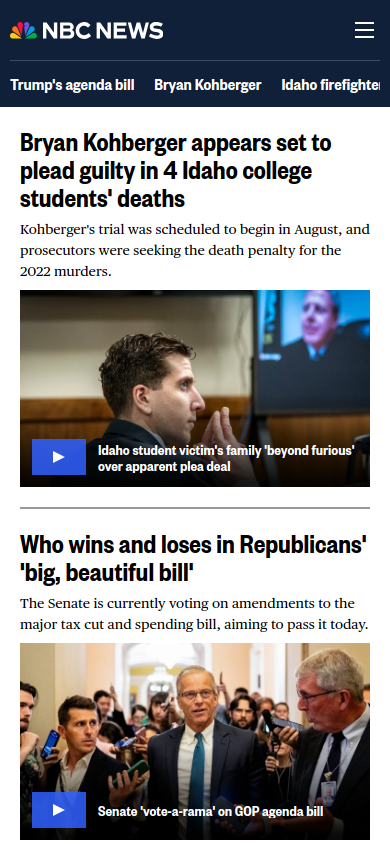 NBC NEWS
Trump's agenda bill Bryan Kohberger Idaho firefighter
Bryan Kohberger appears set to
plead guilty in 4 Idaho college
students' deaths
Kohberger's trial was scheduled to begin in August, and
prosecutors were seeking the death penalty for the
2022 murders.
Idaho student victim's family 'beyond furious'
over apparent plea deal
Who wins and loses in Republicans'
'big, beautiful bill'
The Senate is currently voting on amendments to the
major tax cut and spending bill, aiming to pass it today.
Senate 'vote-a-rama' on GOP agenda bill